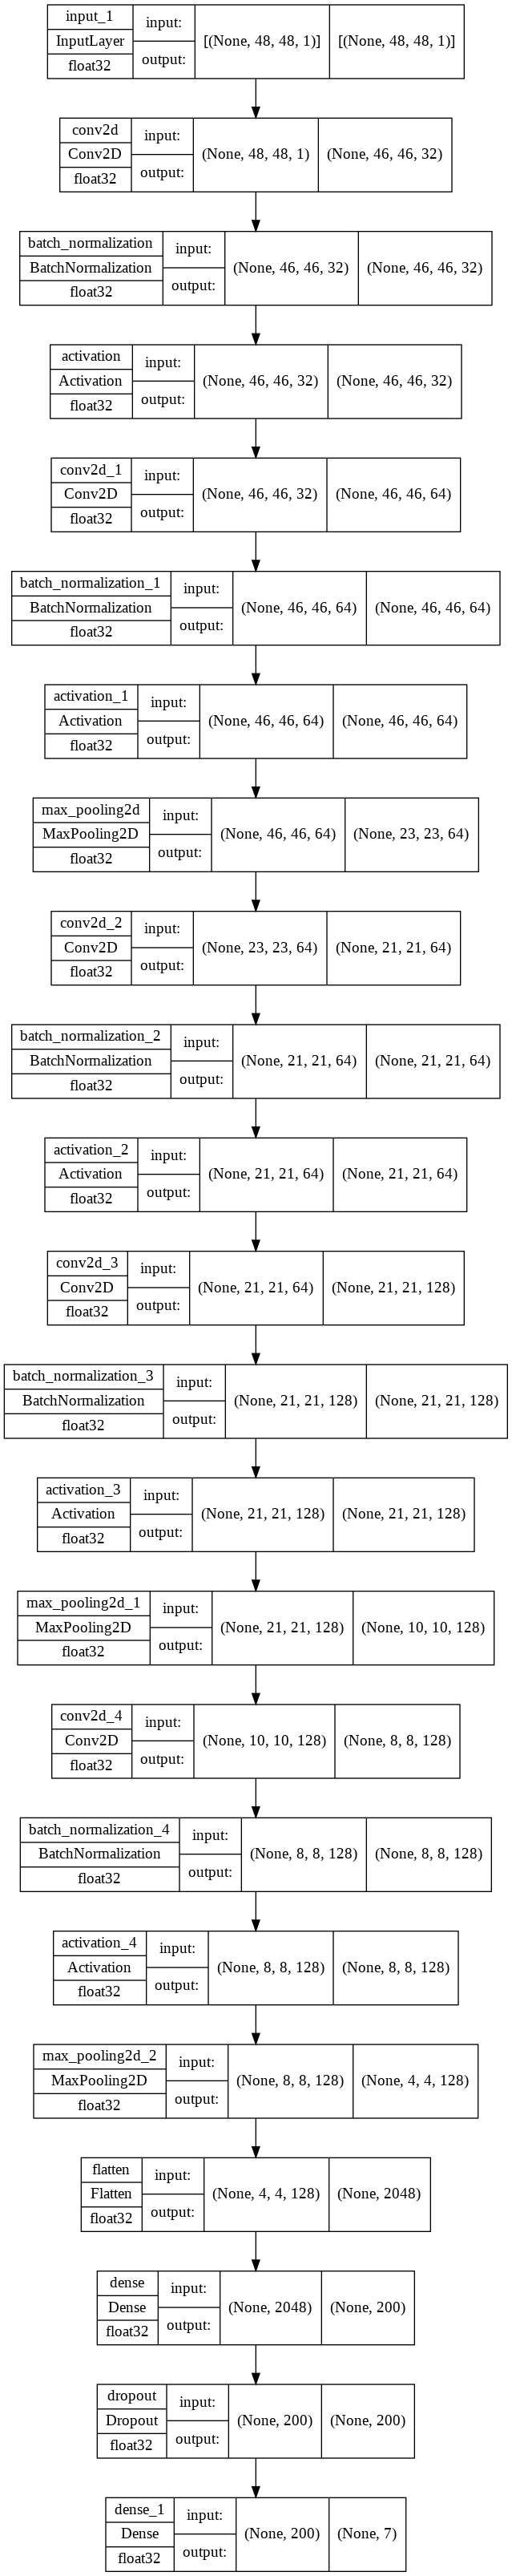 input_1
InputLayer
float32
input:
output:
[(None, 48, 48, 1)]
[(None, 48, 48, 1)]
conv2d
Conv2D
float32
input:
output:
(None, 48, 48, 1)
(None, 46, 46, 32)
batch_normalization
BatchNormalization
float32
input:
output:
(None, 46, 46, 32)
(None, 46, 46, 32)
activation
Activation
float32
input:
output:
(None, 46, 46, 32)
(None, 46, 46, 32)
conv2d_1
Conv2D
float32
input:
output:
(None, 46, 46, 32)
(None, 46, 46, 64)
batch_normalization_1
BatchNormalization
float32
input:
output:
(None, 46, 46, 64)
(None, 46, 46, 64)
activation_1
Activation
float32
input:
output:
(None, 46, 46, 64)
(None, 46, 46, 64)
max_pooling2d
MaxPooling2D
float32
input:
output:
(None, 46, 46, 64)
(None, 23, 23, 64)
conv2d_2
Conv2D
float32
input:
output:
(None, 23, 23, 64)
(None, 21, 21, 64)
batch_normalization_2
BatchNormalization
float32
input:
output:
(None, 21, 21, 64)
(None, 21, 21, 64)
activation_2
Activation
float32
input:
output:
(None, 21, 21, 64)
(None, 21, 21, 64)
conv2d_3
Conv2D
float32
input:
output:
(None, 21, 21, 64)
(None, 21, 21, 128)
batch_normalization_3
BatchNormalization
float32
input:
output:
(None, 21, 21, 128)
(None, 21, 21, 128)
activation_3
Activation
float32
input:
output:
(None, 21, 21, 128)
(None, 21, 21, 128)
max_pooling2d_1
MaxPooling2D
float32
input:
output:
(None, 21, 21, 128)
(None, 10, 10, 128)
conv2d_4
Conv2D
float32
input:
output:
(None, 10, 10, 128)
(None, 8, 8, 128)
batch_normalization_4
BatchNormalization
float32
input:
output:
(None, 8, 8, 128)
(None, 8, 8, 128)
activation_4
Activation
float32
input:
output:
(None, 8, 8, 128)
(None, 8, 8, 128)
max_pooling2d_2
MaxPooling2D
float32
input:
output:
(None, 8, 8, 128)
(None, 4, 4, 128)
flatten
Flatten
float32
input:
output:
(None, 4, 4, 128)
(None, 2048)
dense
Dense
float32
input:
output:
(None, 2048)
(None, 200)
dropout
Dropout
float32
input:
output:
(None, 200)
(None, 200)
dense_1
Dense
float32
input:
output:
(None, 200)
(None, 7)